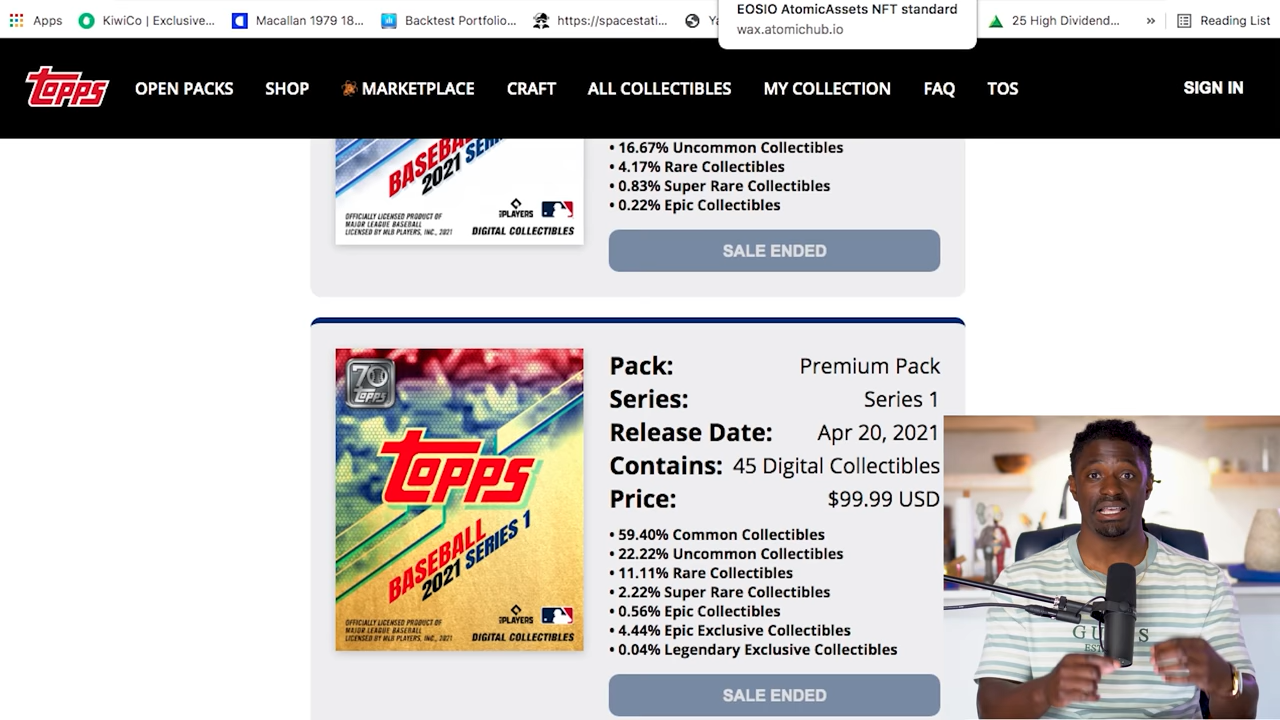 Apps
KiwiCo | Exclusive...
Macallan 1979 18...
Backtest Portfolio...
https://spacestati...
EOSIO AtomicAssets NFT standard
wax.atomichub.io
25 High Dividend...
»
Reading List
TOPPS
OPEN PACKS
SHOP
MARKETPLACE
CRAFT
ALL COLLECTIBLES
MY COLLECTION
FAQ
TOS
SIGN IN
BASEBALL
2021 SERIES
OFFICIALLY LICENSED PRODUCT OF
MAJOR LEAGUE BASEBALL
LICENSED BY MLB PLAYERS, INC., 2021
PLAYERS
DIGITAL COLLECTIBLES
• 16.67% Uncommon Collectibles
• 4.17% Rare Collectibles
• 0.83% Super Rare Collectibles
• 0.22% Epic Collectibles
SALE ENDED
70
TOPPS
TOPPS
BASEBALL
2021 SERIES 1
OFFICIALLY LICENSED PRODUCT OF
MAJOR LEAGUE BASEBALL
LICENSED BY MLB PLAYERS, INC., 2021
PLAYERS
DIGITAL COLLECTIBLES
Pack: Premium Pack
Series: Series 1
Release Date: Apr 20, 2021
Contains: 45 Digital Collectibles
Price: $99.99 USD
• 59.40% Common Collectibles
• 22.22% Uncommon Collectibles
• 11.11% Rare Collectibles
• 2.22% Super Rare Collectibles
• 0.56% Epic Collectibles
• 4.44% Epic Exclusive Collectibles
• 0.04% Legendary Exclusive Collectibles
SALE ENDED